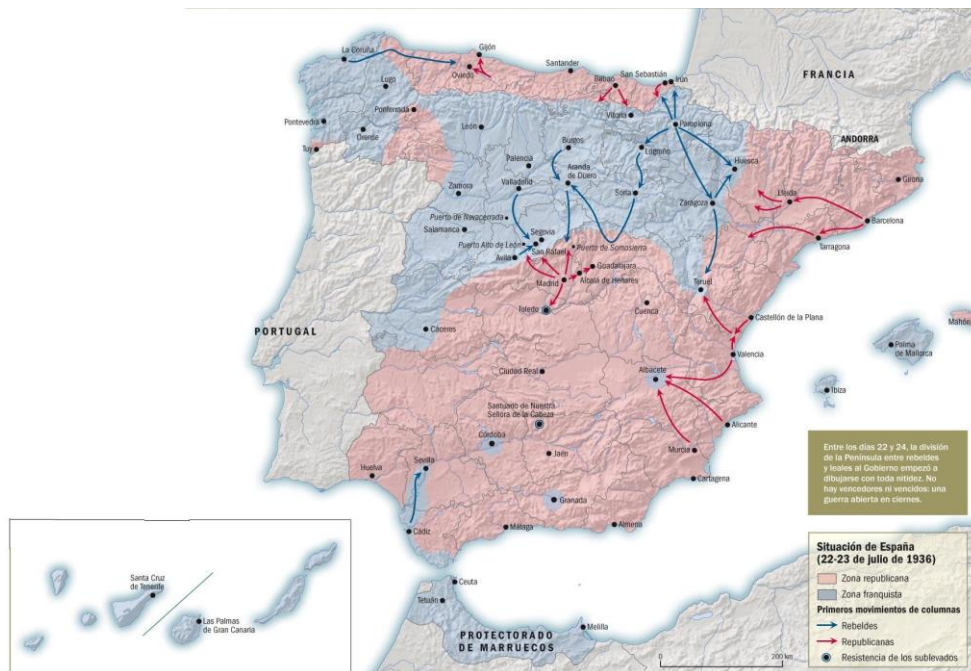 La Coruña
Gijón
Oviedo
Santander
Bilbao
San Sebastián
Irún
FRANCIA
Lugo
Ponferrada
León
Vitoria
Pamplona
ANDORRA
Pontevedra
Orense
Tuy
Burgos
Logroño
Huesca
Girona
Palencia
Aranda
de Duero
Zamora
Valladolid
Soria
Zaragoza
Lleida
Barcelona
Tarragona
Puerto de Navacerrada
Salamanca
Segovia
Puerto Alto de León
San Rafael
Puerto de Somosierra
Ávila
Guadalajara
Madrid
Alcalá de Henares
Teruel
Toledo
Cuenca
Castellón de la Plana
PORTUGAL
Cáceres
Valencia
Mahón
Palma
de Mallorca
Ciudad Real
Albacete
Ibiza
Santuario de Nuestra
Señora de la Cabeza
Alicante
Córdoba
Jaén
Murcia
Huelva
Sevilla
Cartagena
Granada
Cádiz
Málaga
Almería
Ceuta
Tetuán
Melilla
PROTECTORADO
DE MARRUECOS
Santa Cruz
de Tenerife
Las Palmas
de Gran Canaria
Entre los días 22 y 24, la división
de la Península entre rebeldes
y leales al Gobierno empezó a
dibujarse con toda nitidez. No
hay vencedores ni vencidos: una
guerra abierta en ciernes.
Situación de España
(22-23 de julio de 1936)
Zona republicana
Zona franquista
Primeros movimientos de columnas
Rebeldes
Republicanas
Resistencia de los sublevados
0
200 km